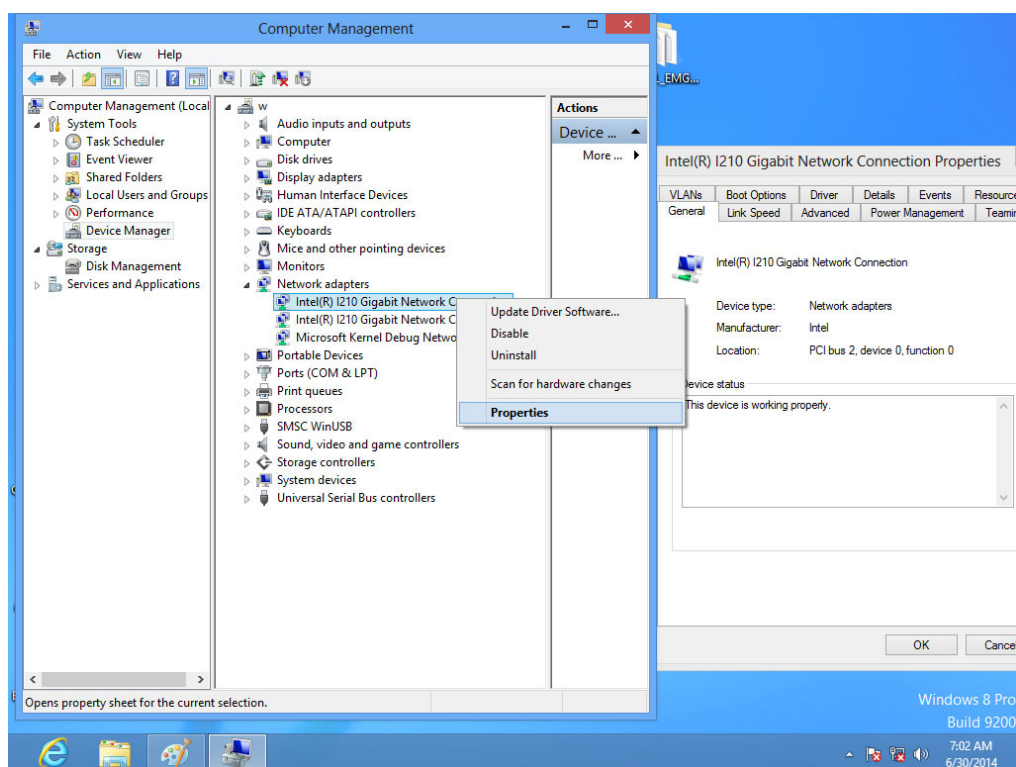 Computer Management
File Action View Help
Computer Management (Local
System Tools
Task Scheduler
Event Viewer
Shared Folders
Local Users and Groups
Performance
Device Manager
Storage
Disk Management
Services and Applications
w
Audio inputs and outputs
Computer
Disk drives
Display adapters
Human Interface Devices
IDE ATA/ATAPI controllers
Keyboards
Mice and other pointing devices
Monitors
Network adapters
Intel(R) I210 Gigabit Network C
Intel(R) I210 Gigabit Network C
Microsoft Kernel Debug Netwo
Portable Devices
Ports (COM & LPT)
Print queues
Processors
SMSC WinUSB
Sound, video and game controllers
Storage controllers
System devices
Universal Serial Bus controllers
Actions
Device ...
More ...
Update Driver Software...
Disable
Uninstall
Scan for hardware changes
Properties
Opens property sheet for the current selection.
_EMG...
Intel(R) I210 Gigabit Network Connection Properties
VLANs Boot Options Driver Details Events Resource
General Link Speed Advanced Power Management Teamin
Intel(R) I210 Gigabit Network Connection
Device type: Network adapters
Manufacturer: Intel
Location: PCI bus 2, device 0, function 0
Device status
This device is working properly.
OK Cance
Windows 8 Pro
Build 9200
7:02 AM
6/30/2014